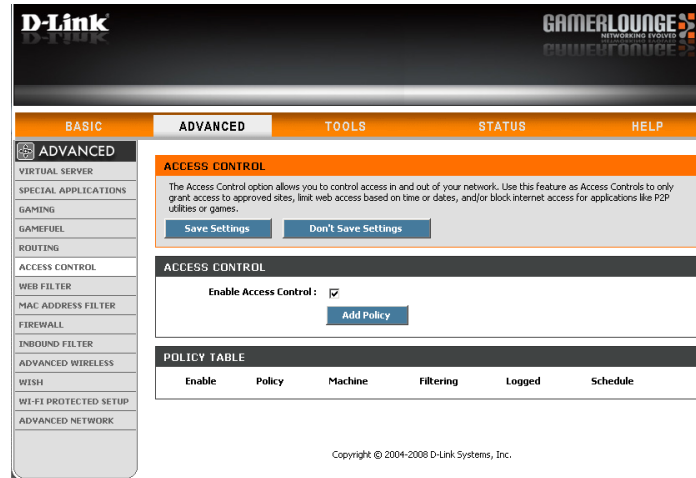 D-Link
GAMERLOUNGE
NETWORKING EVOLVED
BASIC
ADVANCED
TOOLS
STATUS
HELP
ADVANCED
VIRTUAL SERVER
SPECIAL APPLICATIONS
GAMING
GAMEFUEL
ROUTING
ACCESS CONTROL
WEB FILTER
MAC ADDRESS FILTER
FIREWALL
INBOUND FILTER
ADVANCED WIRELESS
WISH
WI-FI PROTECTED SETUP
ADVANCED NETWORK
ACCESS CONTROL
The Access Control option allows you to control access in and out of your network. Use this feature as Access Controls to only
grant access to approved sites, limit web access based on time or dates, and/or block internet access for applications like P2P
utilities or games.
Save Settings
Don't Save Settings
ACCESS CONTROL
Enable Access Control :
Add Policy
POLICY TABLE
Enable Policy Machine Filtering Logged Schedule
Copyright © 2004-2008 D-Link Systems, Inc.